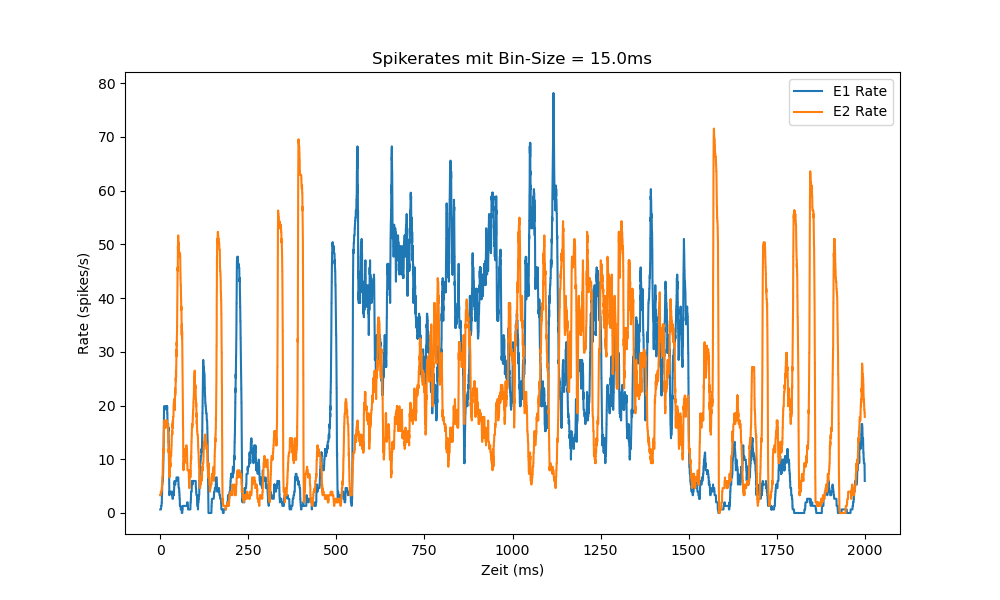 Spikerates mit Bin-Size = 15.0ms
E1 Rate
E2 Rate
80
70
60
50
40
30
20
10
0
Rate (spikes/s)
0 250 500 750 1000 1250 1500 1750 2000
Zeit (ms)